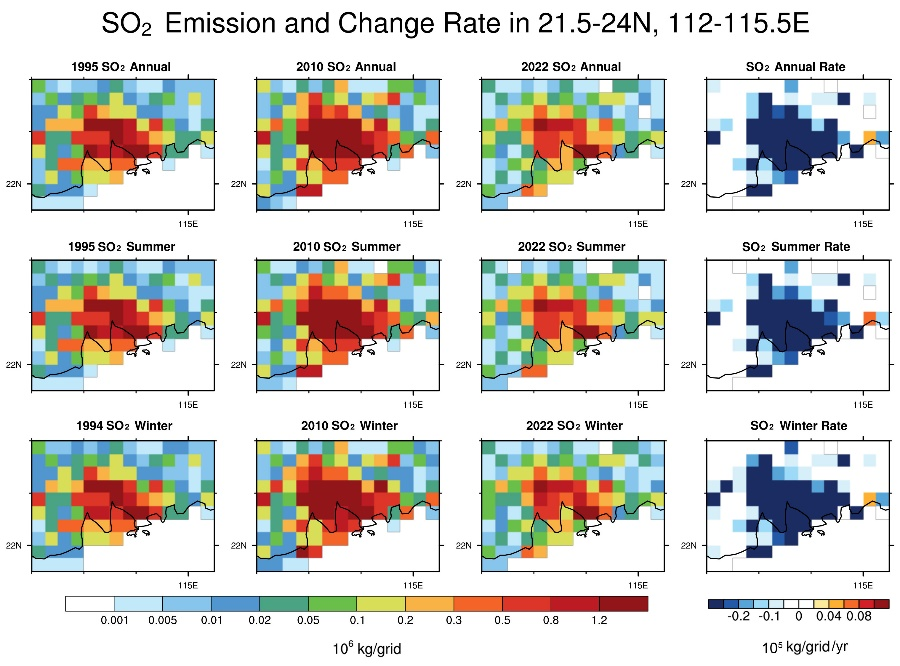 SO₂ Emission and Change Rate in 21.5-24N, 112-115.5E
1995 SO₂ Annual
2010 SO₂ Annual
2022 SO₂ Annual
SO₂ Annual Rate
22N
22N
22N
22N
115E
115E
115E
115E
1995 SO₂ Summer
2010 SO₂ Summer
2022 SO₂ Summer
SO₂ Summer Rate
22N
22N
22N
22N
115E
115E
115E
115E
1994 SO₂ Winter
2010 SO₂ Winter
2022 SO₂ Winter
SO₂ Winter Rate
22N
22N
22N
22N
115E
115E
115E
115E
0.001 0.005 0.01 0.02 0.05 0.1 0.2 0.3 0.5 0.8 1.2
-0.2 -0.1 0 0.04 0.08
10⁶ kg/grid
10⁵ kg/grid/yr